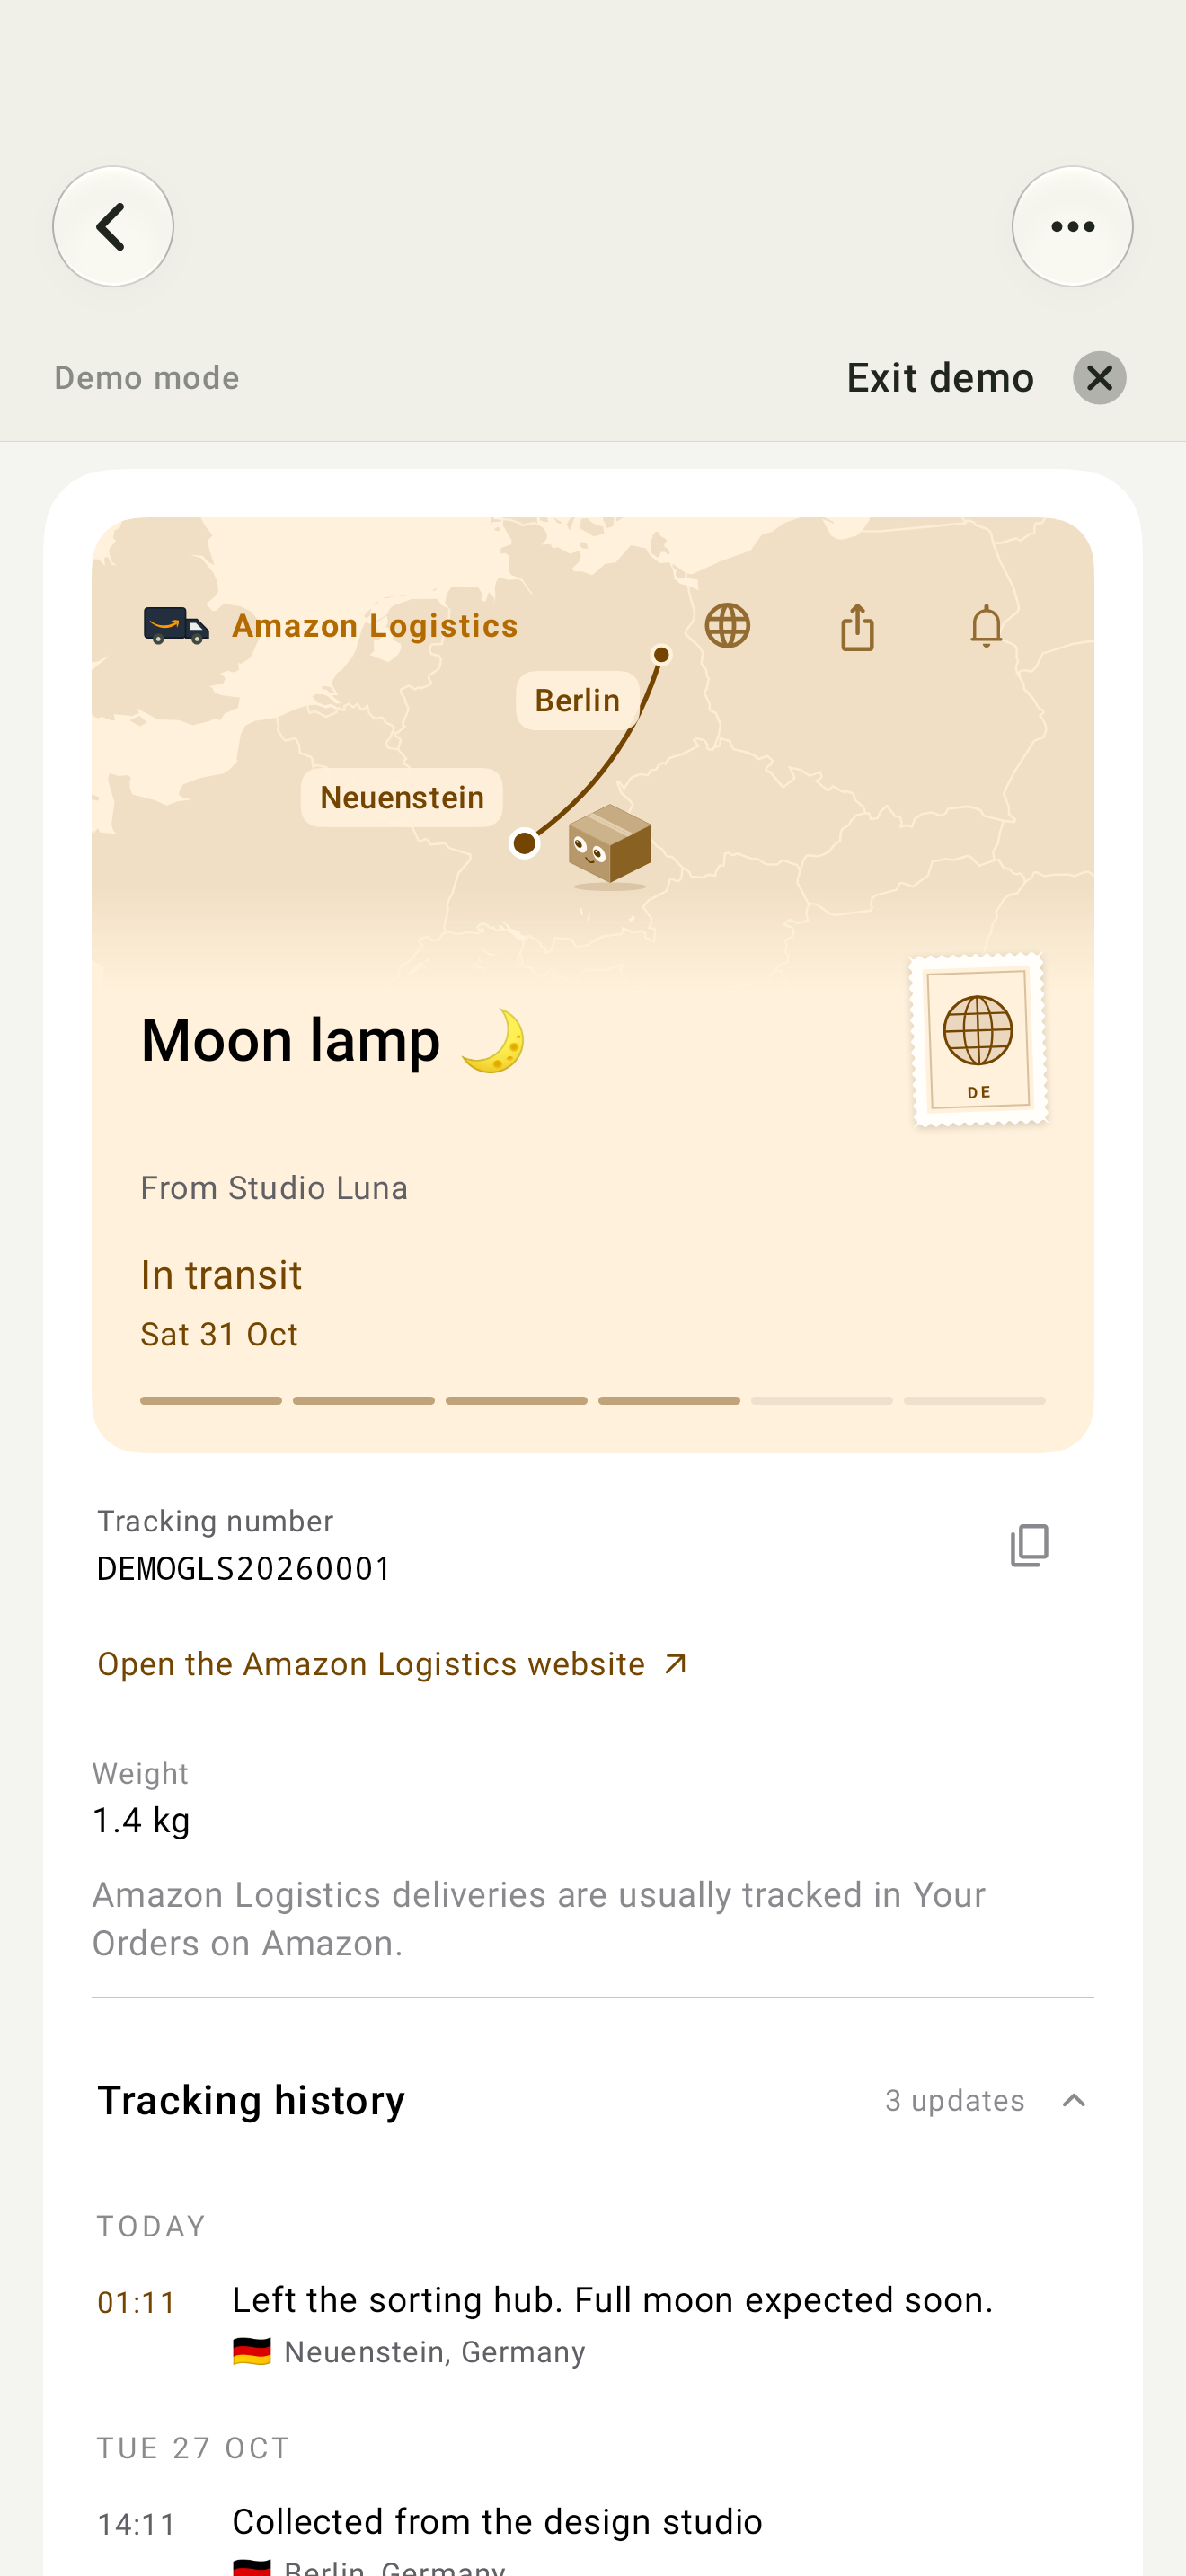 Demo mode
Exit demo
Amazon Logistics
Berlin
Neuenstein
Moon lamp 🌙
DE
From Studio Luna
In transit
Sat 31 Oct
Tracking number
DEMOGLS20260001
Open the Amazon Logistics website
Weight
1.4 kg
Amazon Logistics deliveries are usually tracked in Your
Orders on Amazon.
Tracking history
3 updates
TODAY
01:11
Left the sorting hub. Full moon expected soon.
🇩🇪 Neuenstein, Germany
TUE 27 OCT
14:11
Collected from the design studio
🇩🇪 Berlin, Germany